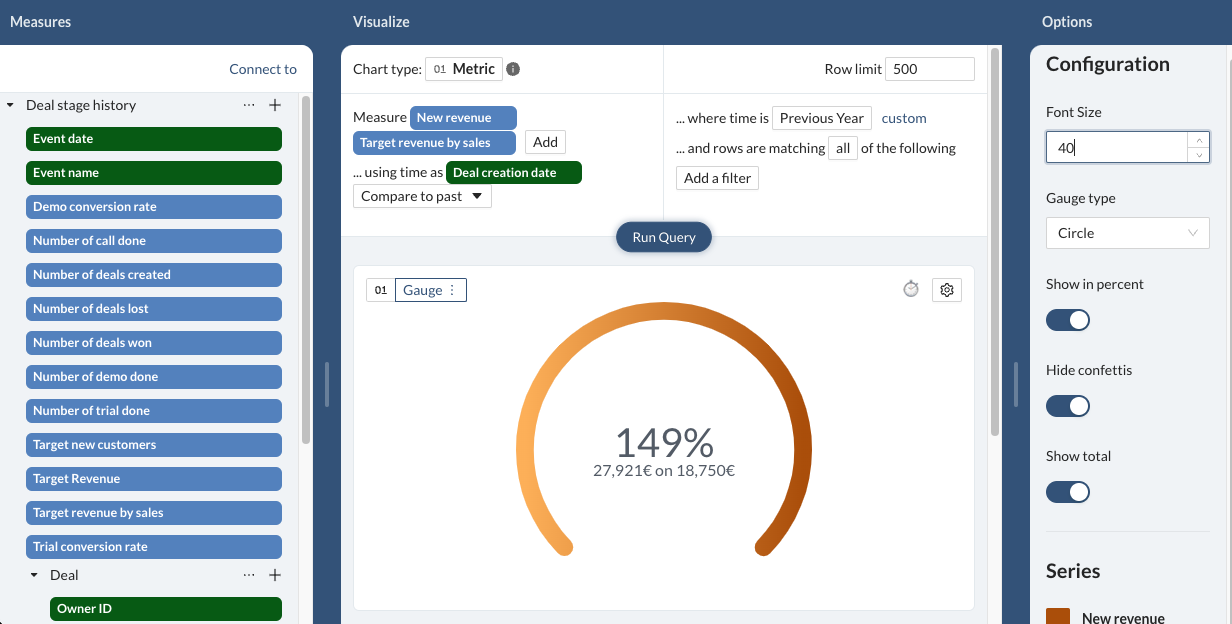 Measures
Connect to
Deal stage history ··· +
Event date
Event name
Demo conversion rate
Number of call done
Number of deals created
Number of deals lost
Number of deals won
Number of demo done
Number of trial done
Target new customers
Target Revenue
Target revenue by sales
Trial conversion rate
Deal ··· +
Owner ID
Visualize
Chart type: 01 Metric
Row limit 500
Measure New revenue
Target revenue by sales Add
... using time as Deal creation date
Compare to past
... where time is Previous Year custom
... and rows are matching all of the following
Add a filter
Run Query
01 Gauge
149%
27,921€ on 18,750€
Options
Configuration
Font Size
40
Gauge type
Circle
Show in percent
Hide confettis
Show total
Series
New revenue